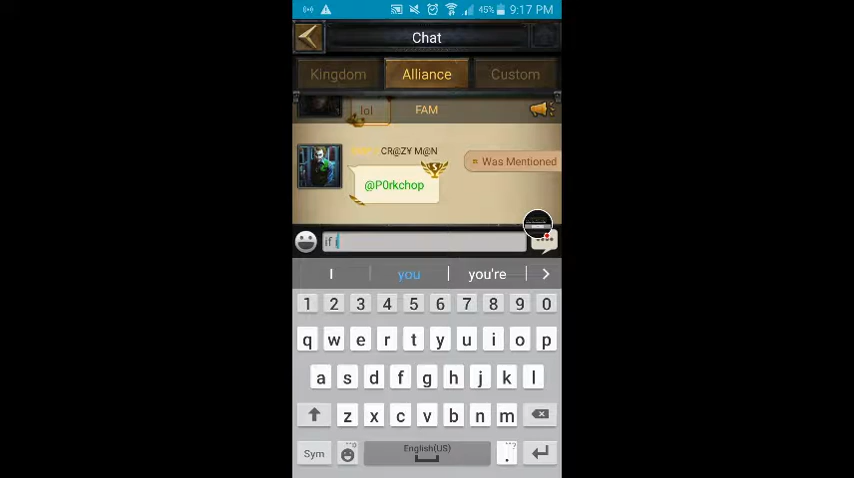 45% 9:17 PM
Chat
Kingdom Alliance Custom
lol FAM
CR@ZY M@N
Was Mentioned
@P0rkchop
if
I you you're >
1 2 3 4 5 6 7 8 9 0
q w e r t y u i o p
a s d f g h j k l
z x c v b n m
Sym English(US) .